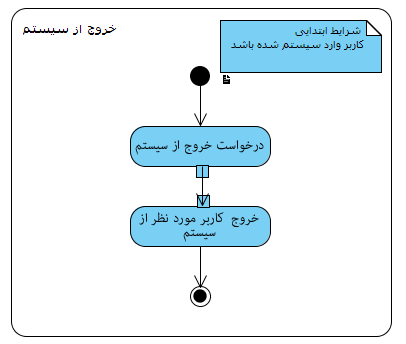 خروج از سیستم
شرایط ابتدایی
کاربر وارد سیستم شده باشد
درخواست خروج از سیستم
خروج کاربر مورد نظر از
سیستم